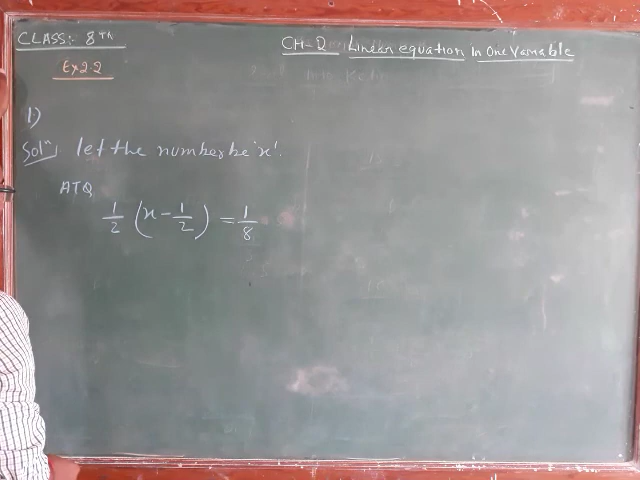 CLASS:- 8TH
CH-2 Linear equation in One Variable
Ex 2.2
1)
Solⁿ, let the number be 'x'.
ATQ
1/2 (x - 1/2) = 1/8